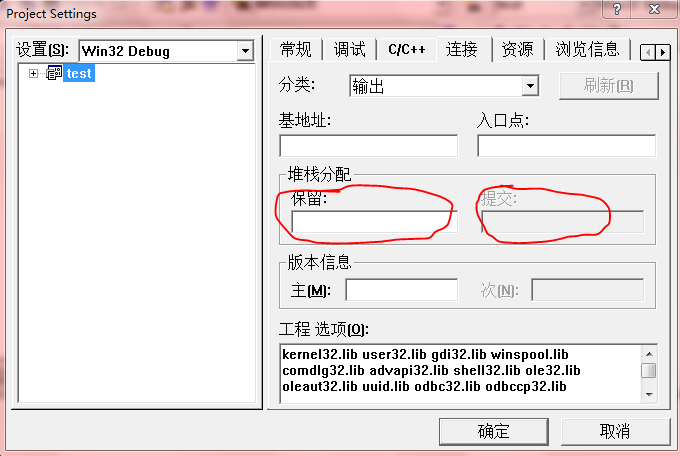 Project Settings
设置(S):
Win32 Debug
test
常规
调试
C/C++
连接
资源
浏览信息
分类:
输出
刷新(R)
基地址:
入口点:
堆栈分配
保留:
提交:
版本信息
主(M):
次(N):
工程 选项(O):
kernel32.lib user32.lib gdi32.lib winspool.lib
comdlg32.lib advapi32.lib shell32.lib ole32.lib
oleaut32.lib uuid.lib odbc32.lib odbccp32.lib
确定
取消